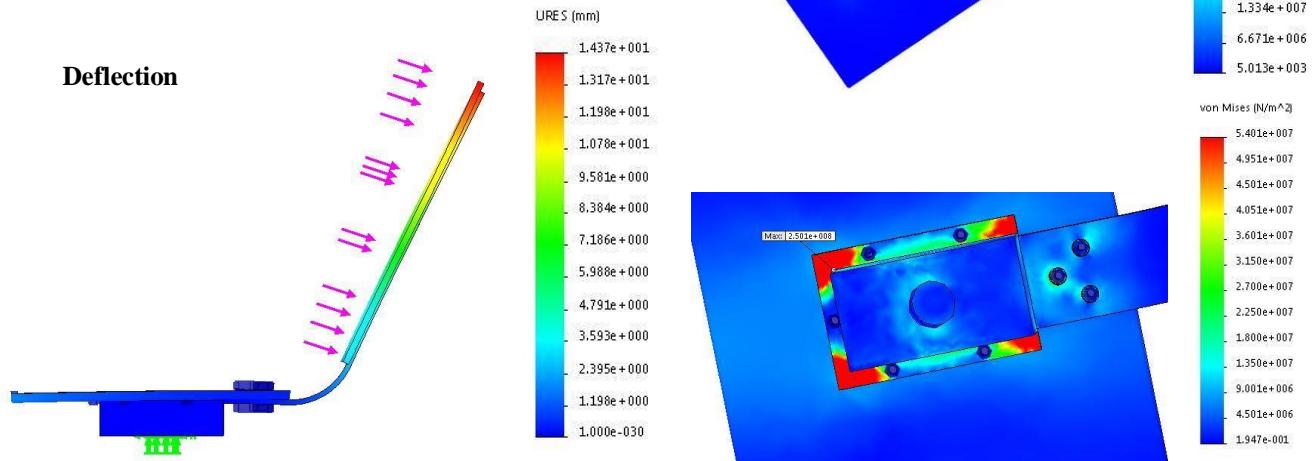 Deflection
URES (mm)
1.437e+001
1.317e+001
1.198e+001
1.078e+001
9.581e+000
8.384e+000
7.186e+000
5.988e+000
4.791e+000
3.593e+000
2.395e+000
1.198e+000
1.000e-030
1.334e+007
6.671e+006
5.013e+003
von Mises (N/m^2)
5.401e+007
4.951e+007
4.501e+007
4.051e+007
3.601e+007
3.150e+007
2.700e+007
2.250e+007
1.800e+007
1.350e+007
9.001e+006
4.501e+006
1.947e-001
Max: 2.501e+008